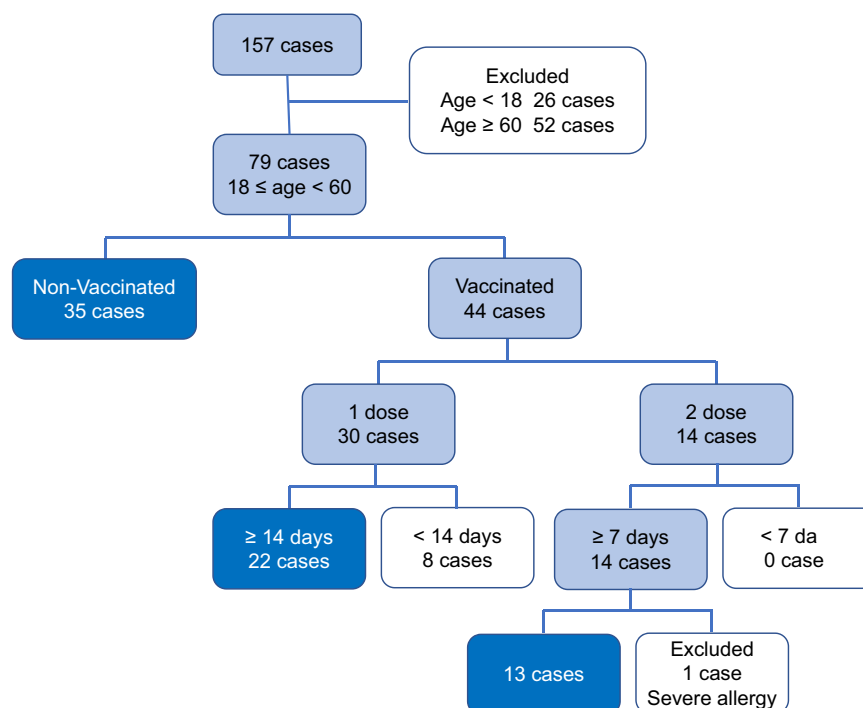 157 cases
Excluded
Age < 18 26 cases
Age ≥ 60 52 cases
79 cases
18 ≤ age < 60
Non-Vaccinated
35 cases
Vaccinated
44 cases
1 dose
30 cases
2 dose
14 cases
≥ 14 days
22 cases
< 14 days
8 cases
≥ 7 days
14 cases
< 7 da
0 case
13 cases
Excluded
1 case
Severe allergy